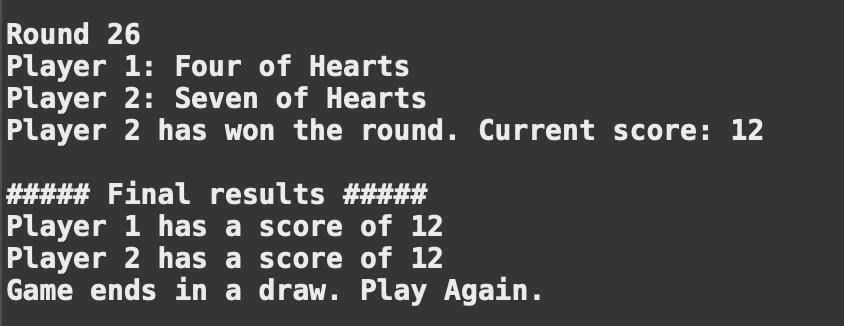 Round 26
Player 1: Four of Hearts
Player 2: Seven of Hearts
Player 2 has won the round. Current score: 12
##### Final results #####
Player 1 has a score of 12
Player 2 has a score of 12
Game ends in a draw. Play Again.